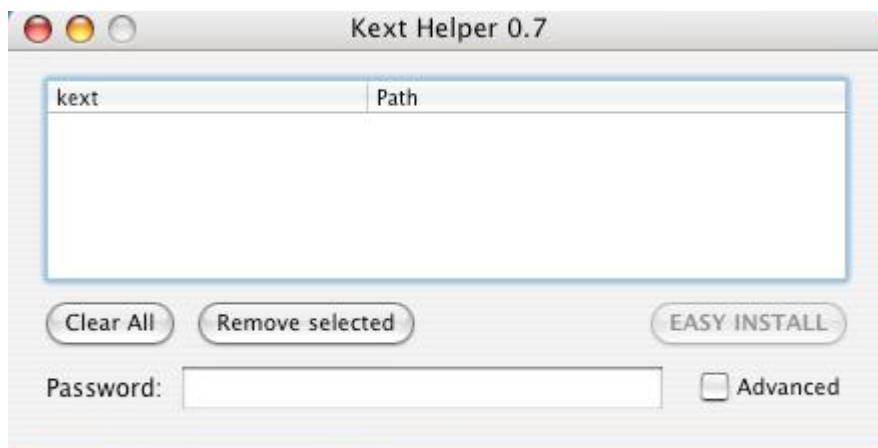 Kext Helper 0.7
kext Path
Clear All Remove selected EASY INSTALL
Password: Advanced